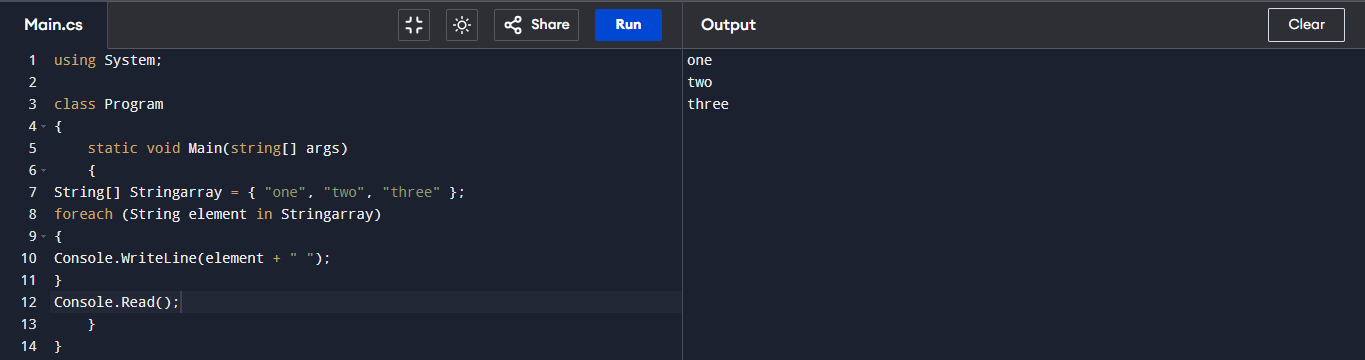 Main.cs Share Run
1 using System;
2
3 class Program
4 {
5     static void Main(string[] args)
6     {
7 String[] Stringarray = { "one", "two", "three" };
8 foreach (String element in Stringarray)
9 {
10 Console.WriteLine(element + " ");
11 }
12 Console.Read();
13     }
14 }
Output Clear
one
two
three